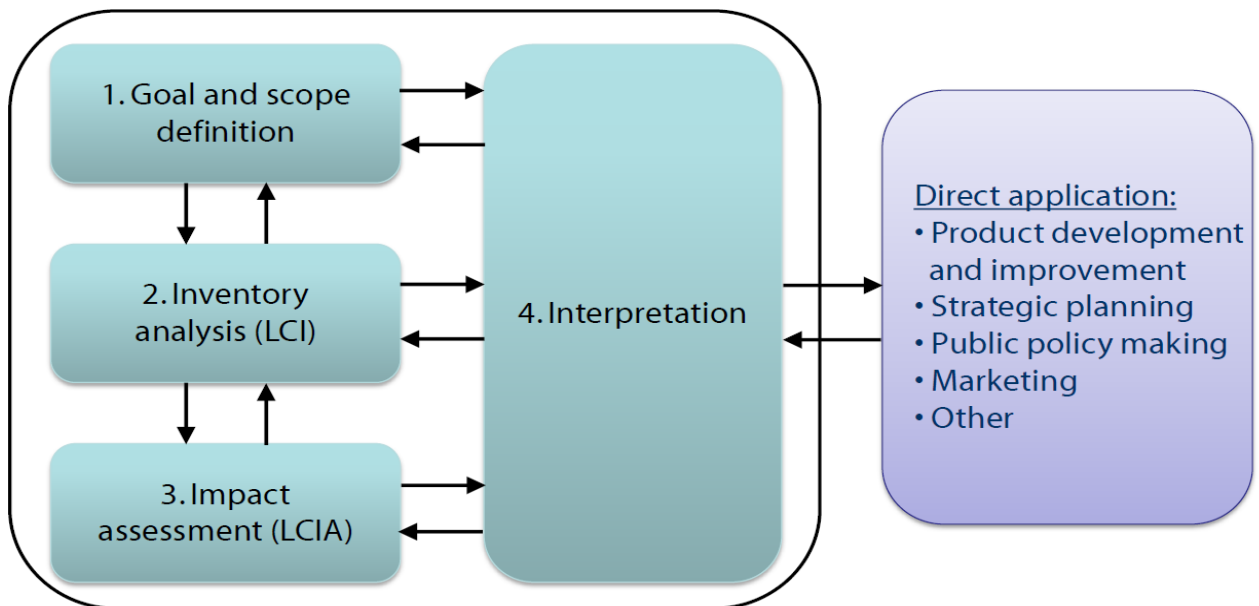 1. Goal and scope
definition
2. Inventory
analysis (LCI)
3. Impact
assessment (LCIA)
4. Interpretation
Direct application:
• Product development
and improvement
• Strategic planning
• Public policy making
• Marketing
• Other